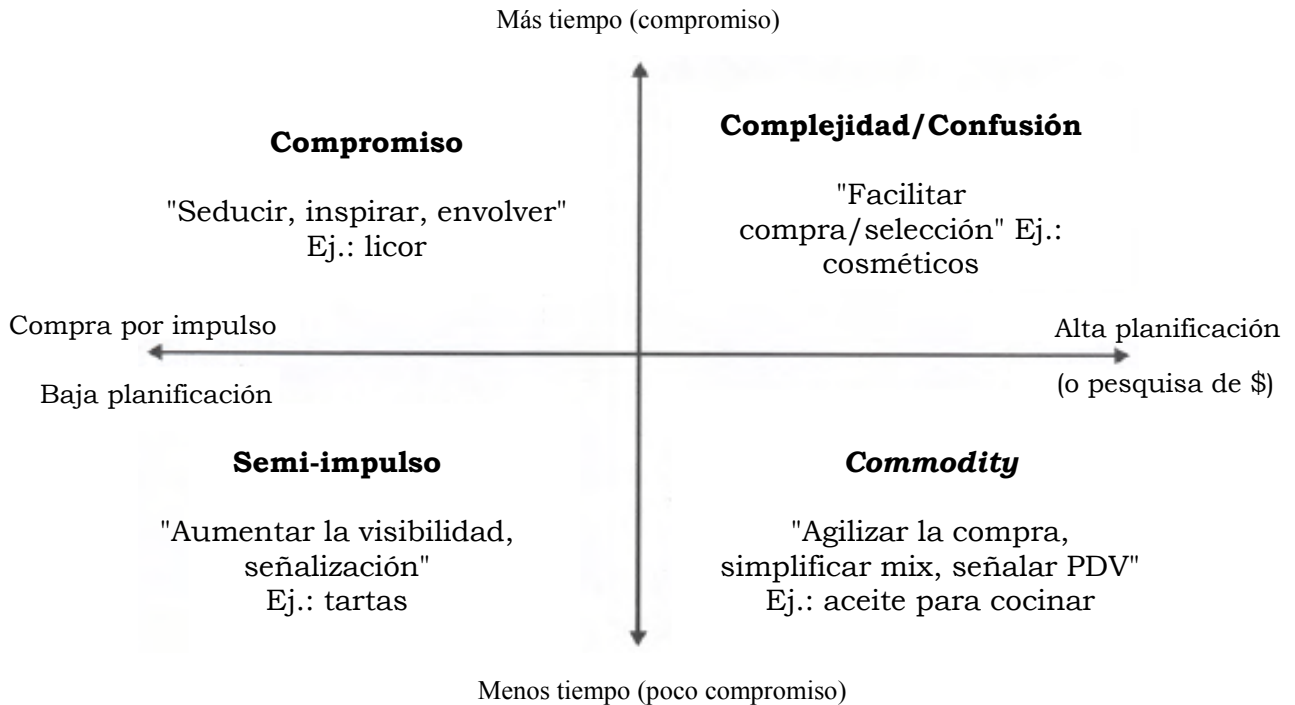 Más tiempo (compromiso)
Compromiso
"Seducir, inspirar, envolver"
Ej.: licor
Complejidad/Confusión
"Facilitar
compra/selección" Ej.:
cosméticos
Compra por impulso
Baja planificación
Alta planificación
(o pesquisa de $)
Semi-impulso
"Aumentar la visibilidad,
señalización"
Ej.: tartas
Commodity
"Agilizar la compra,
simplificar mix, señalar PDV"
Ej.: aceite para cocinar
Menos tiempo (poco compromiso)